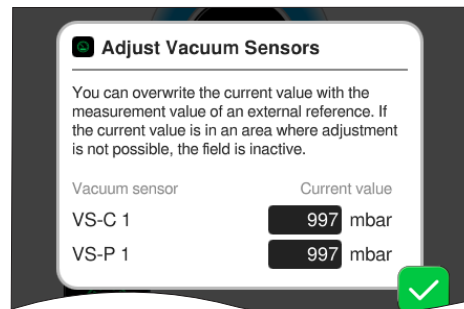 Adjust Vacuum Sensors
You can overwrite the current value with the
measurement value of an external reference. If
the current value is in an area where adjustment
is not possible, the field is inactive.
Vacuum sensor Current value
VS-C 1 997 mbar
VS-P 1 997 mbar